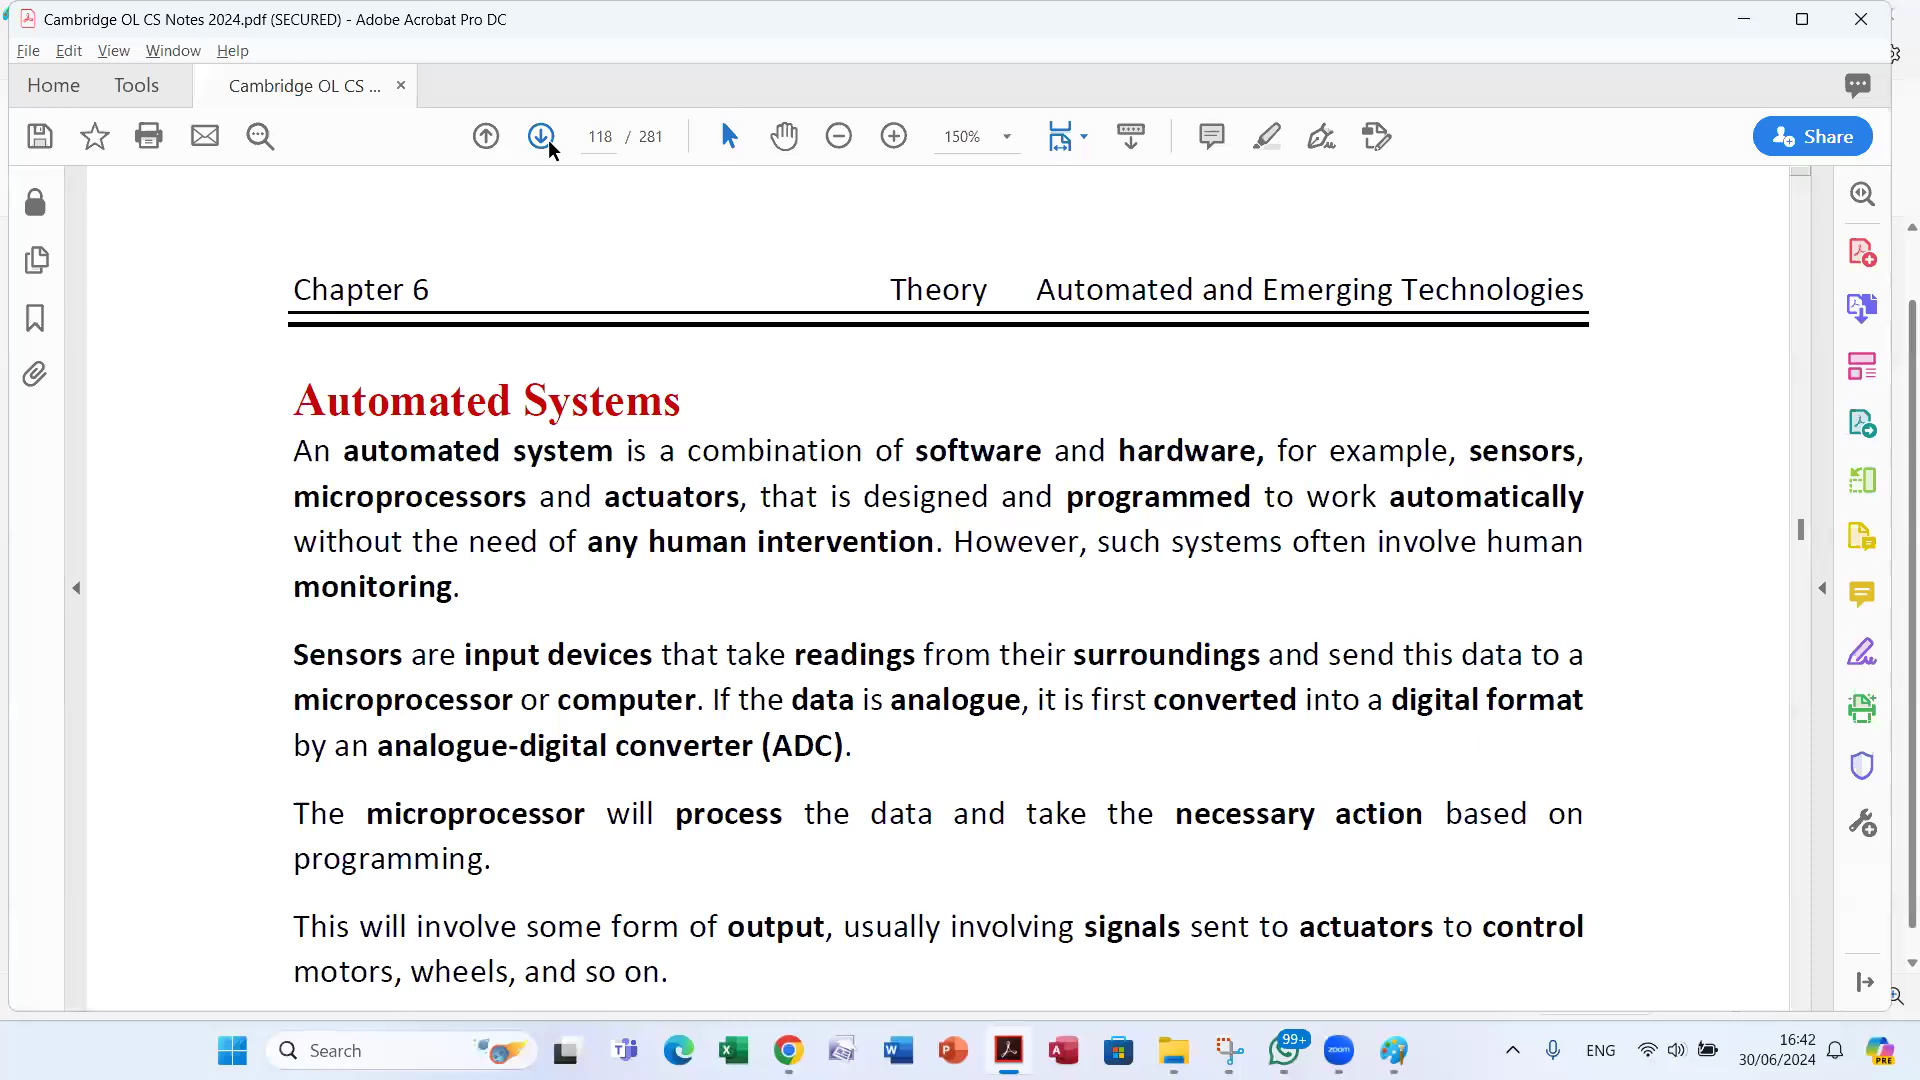 Cambridge OL CS Notes 2024.pdf (SECURED) - Adobe Acrobat Pro DC
File Edit View Window Help
Home Tools Cambridge OL CS ... ×
118 / 281 150% Share
Chapter 6 Theory Automated and Emerging Technologies
Automated Systems
An automated system is a combination of software and hardware, for example, sensors,
microprocessors and actuators, that is designed and programmed to work automatically
without the need of any human intervention. However, such systems often involve human
monitoring.
Sensors are input devices that take readings from their surroundings and send this data to a
microprocessor or computer. If the data is analogue, it is first converted into a digital format
by an analogue-digital converter (ADC).
The microprocessor will process the data and take the necessary action based on
programming.
This will involve some form of output, usually involving signals sent to actuators to control
motors, wheels, and so on.
Search 99+ zoom ENG 16:42
30/06/2024
PRE